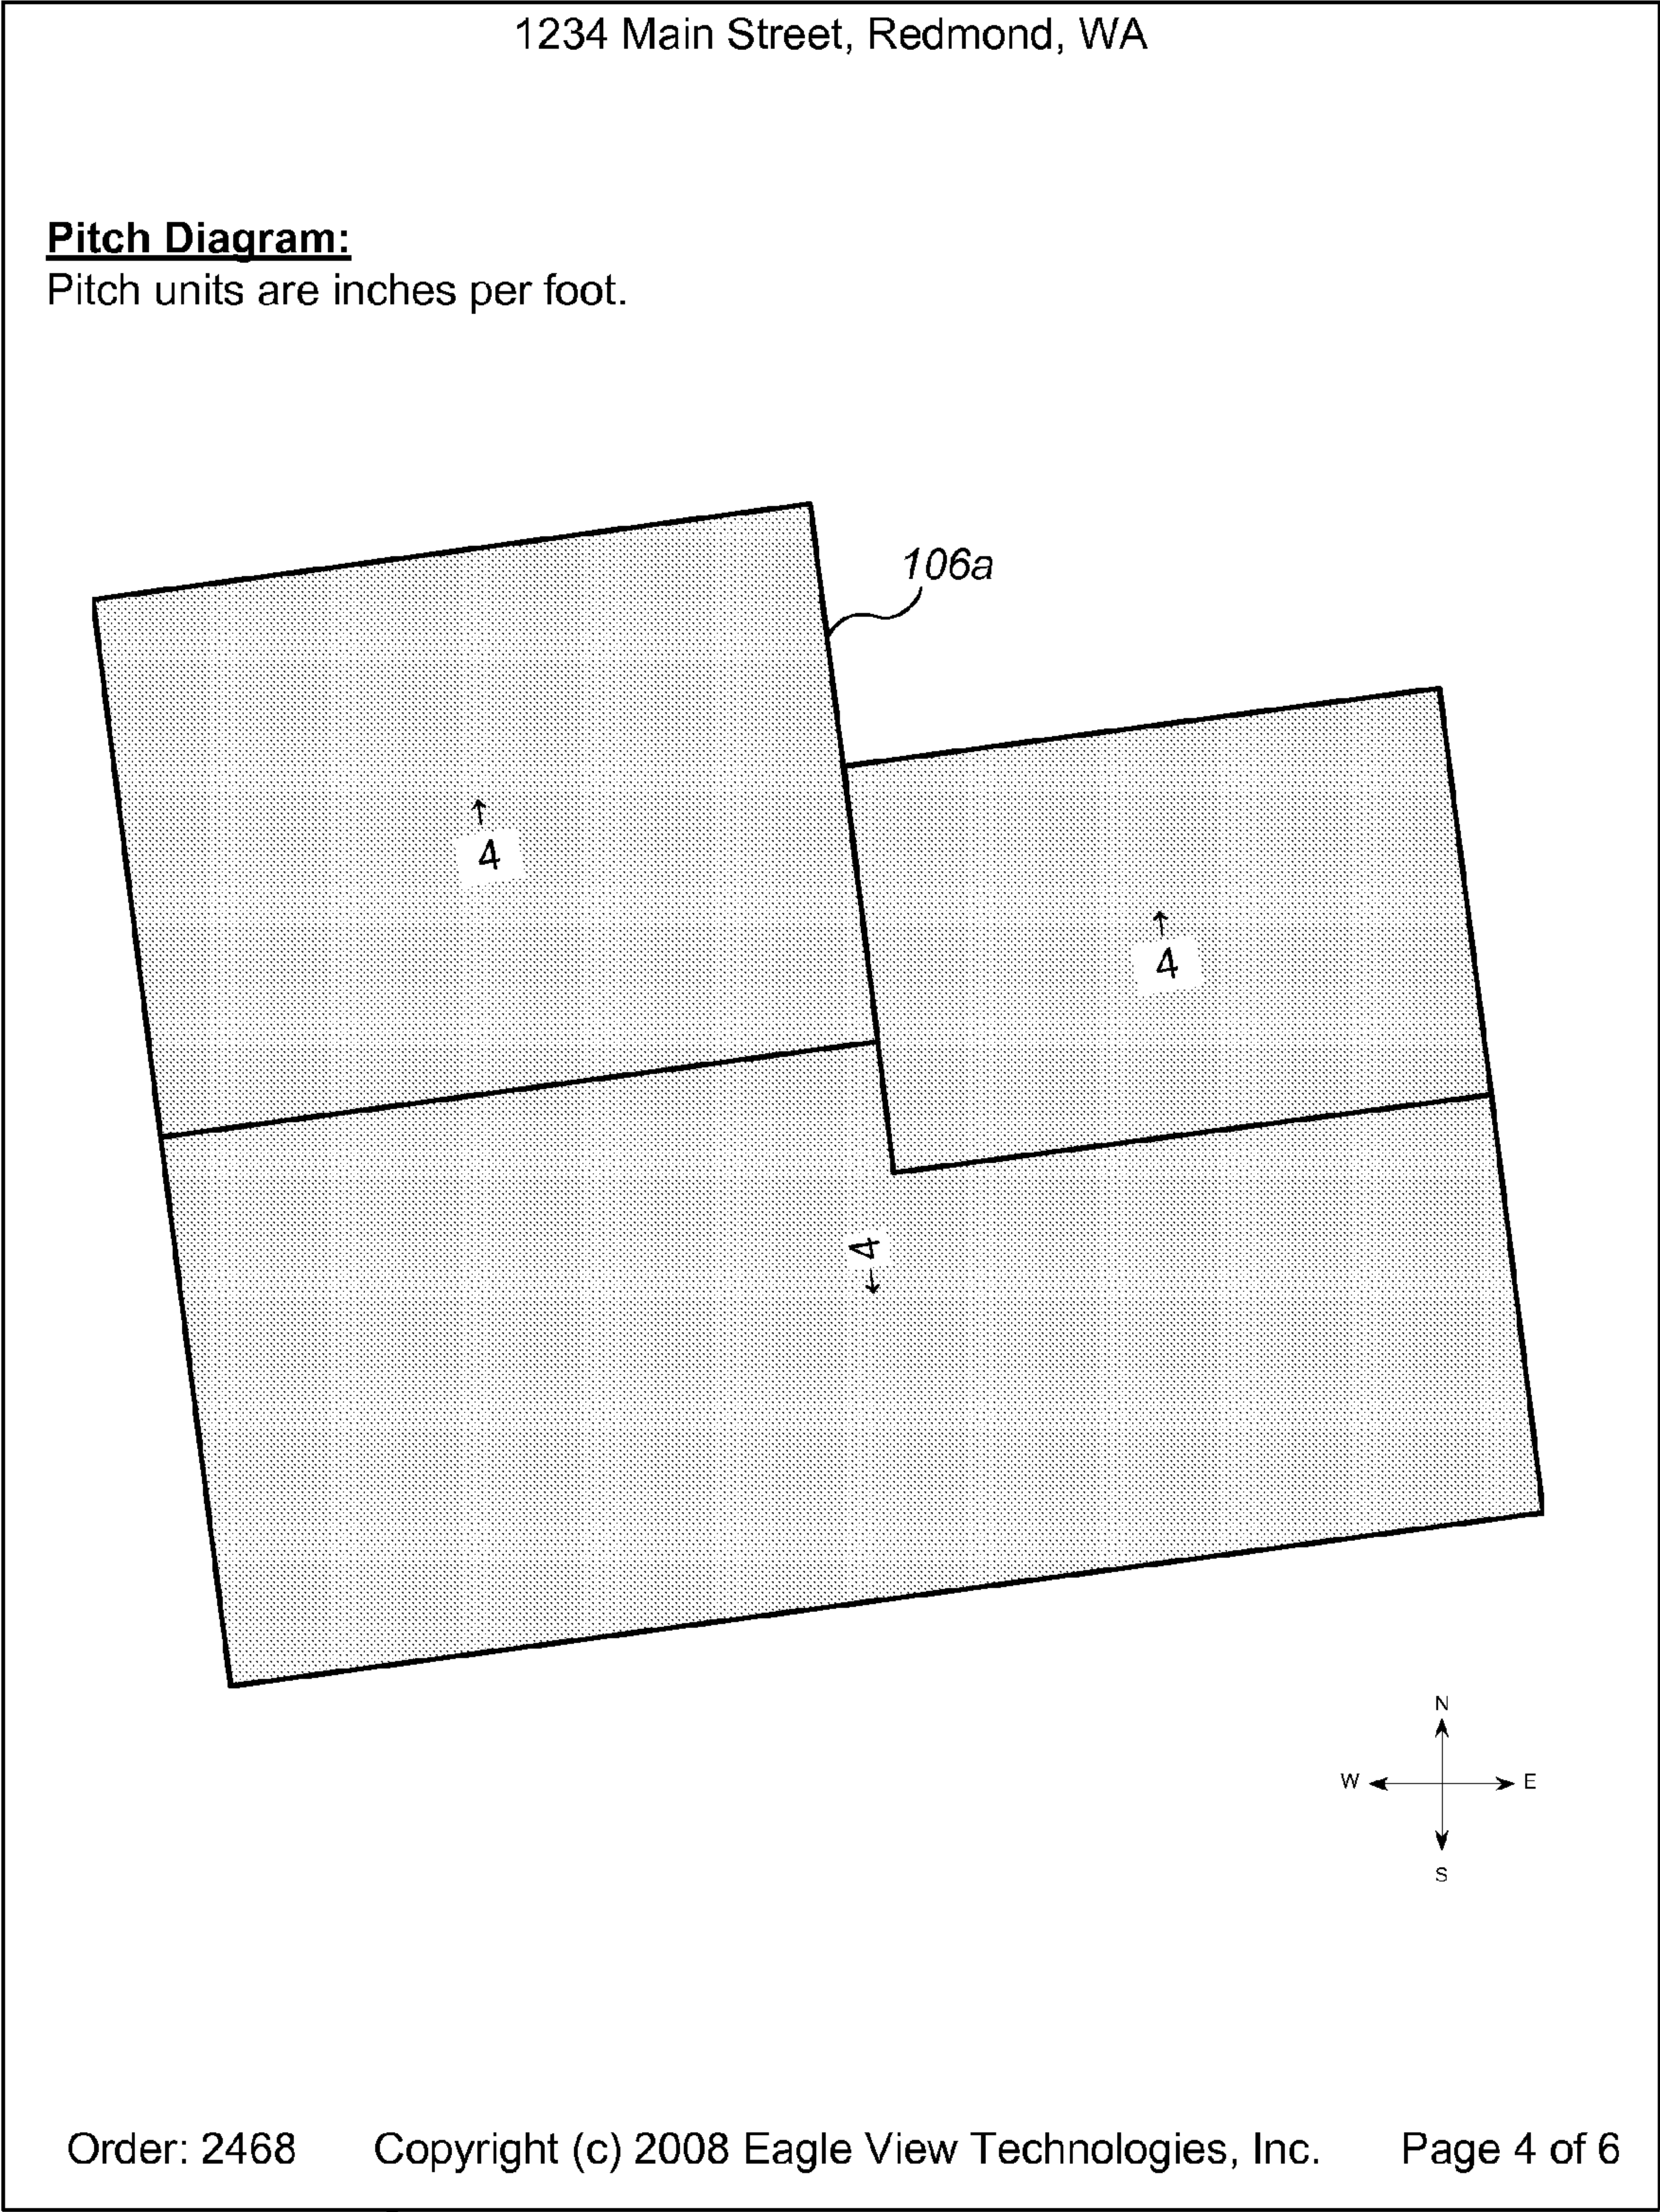 1234 Main Street, Redmond, WA
Pitch Diagram:
Pitch units are inches per foot.
106a
4
4
4
N
W E
S
Order: 2468 Copyright (c) 2008 Eagle View Technologies, Inc. Page 4 of 6